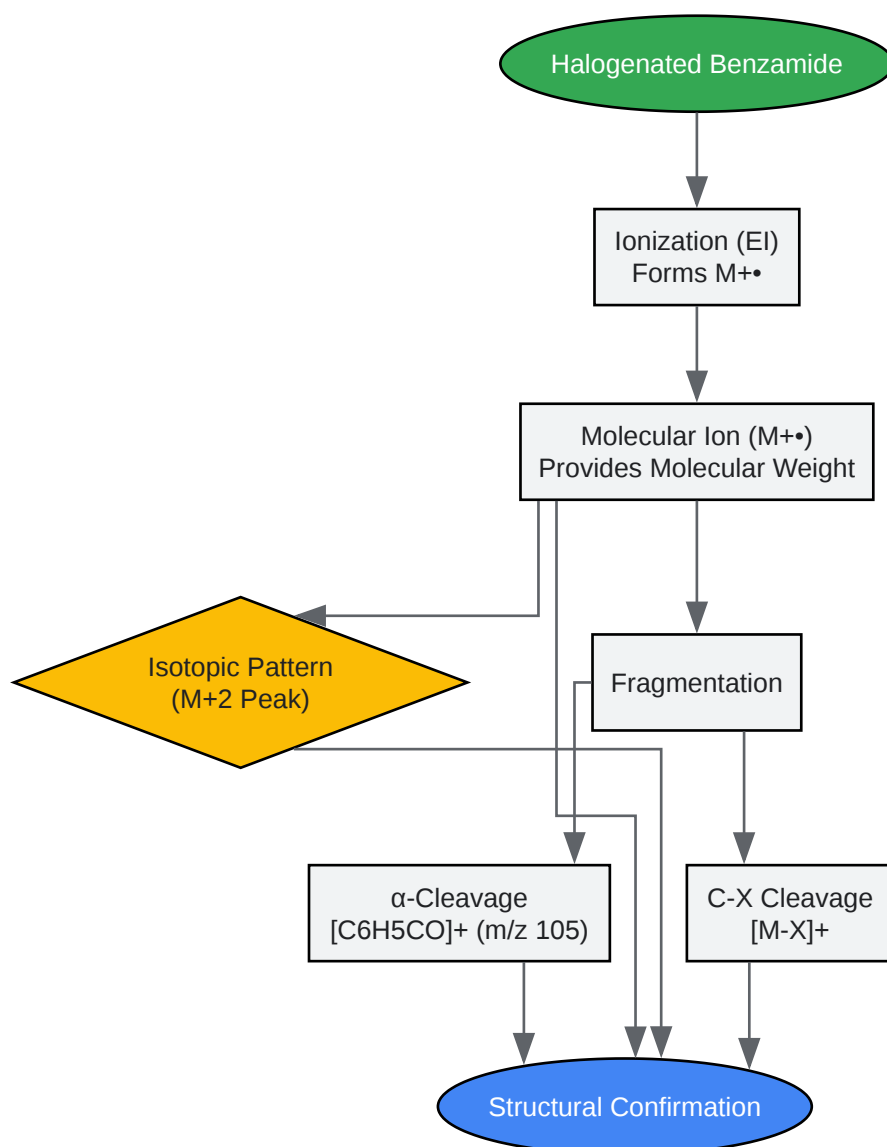 Halogenated Benzamide
Ionization (EI)
Forms M+•
Molecular Ion (M+•)
Provides Molecular Weight
Isotopic Pattern
(M+2 Peak)
Fragmentation
α-Cleavage
[C6H5CO]+ (m/z 105)
C-X Cleavage
[M-X]+
Structural Confirmation